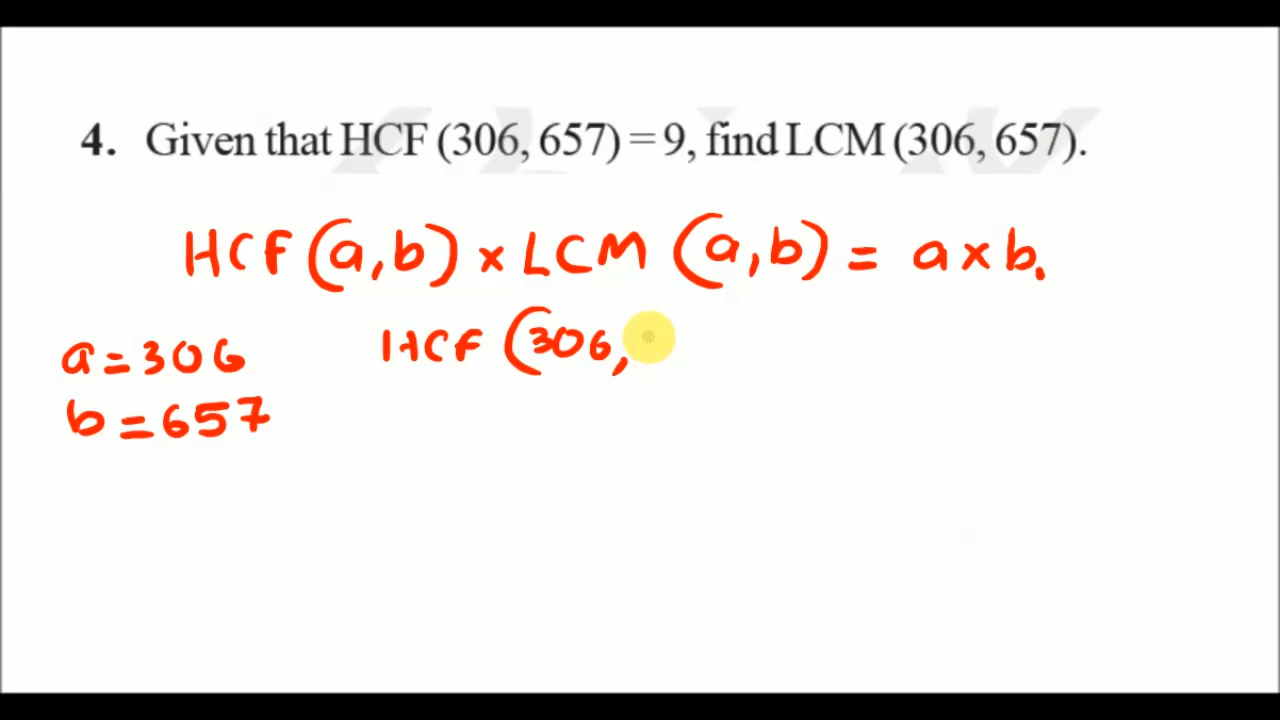 4. Given that HCF (306, 657) = 9, find LCM (306, 657).
HCF (a, b) × LCM (a, b) = a × b.
a = 306 HCF (306,
b = 657